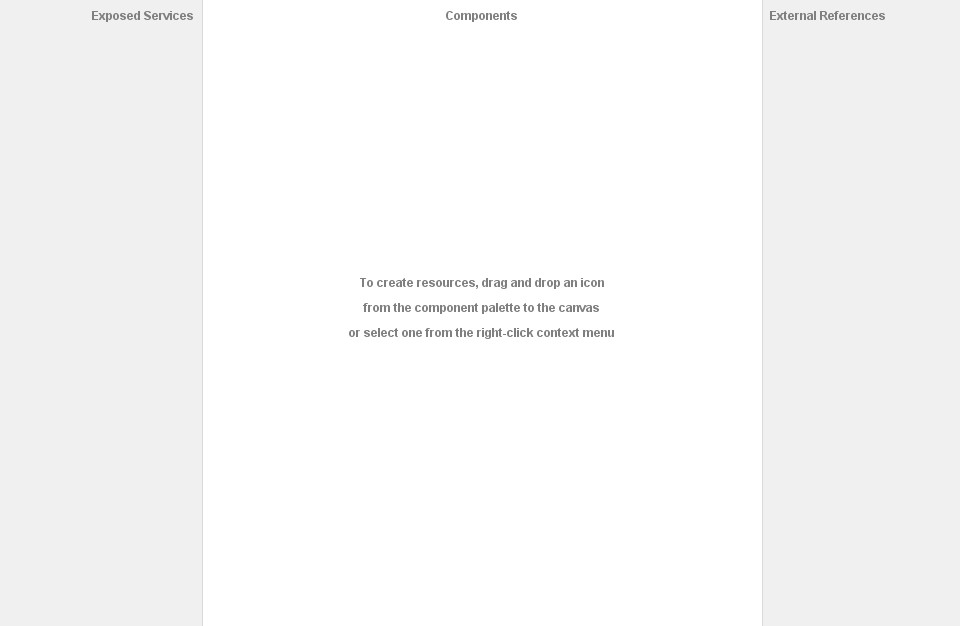 Exposed Services
Components
External References
To create resources, drag and drop an icon
from the component palette to the canvas
or select one from the right-click context menu